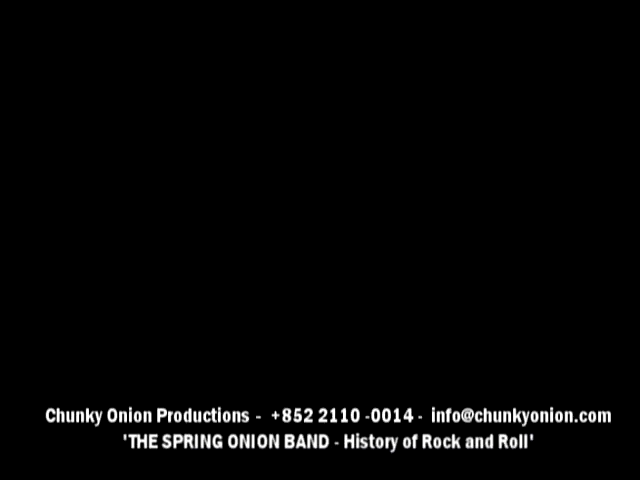 Chunky Onion Productions - +852 2110 -0014 - info@chunkyonion.com
'THE SPRING ONION BAND - History of Rock and Roll'